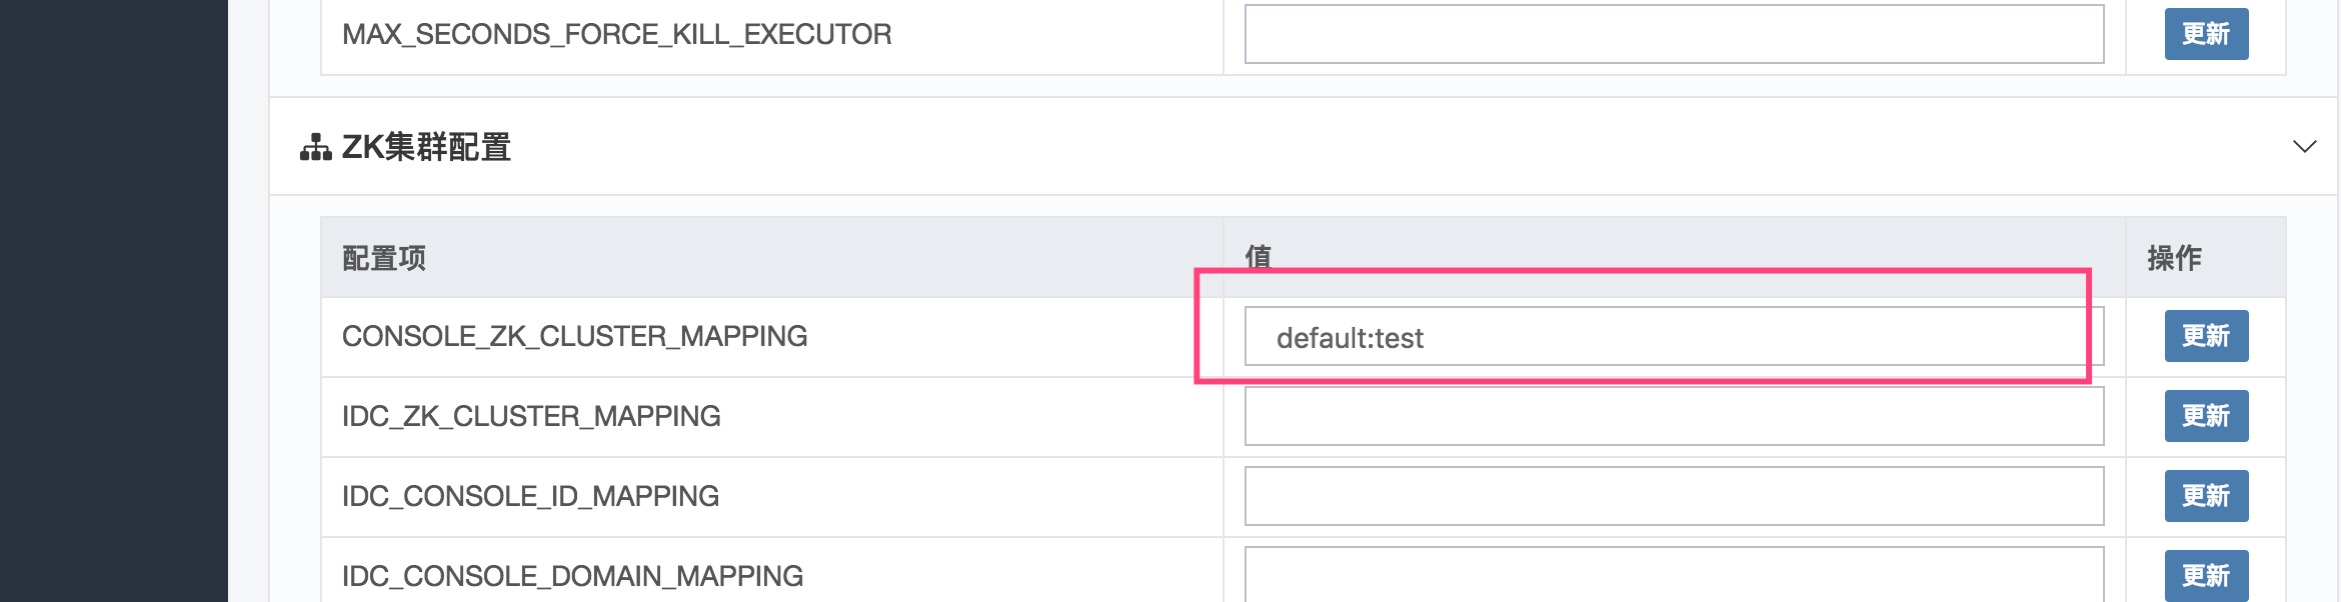 MAX_SECONDS_FORCE_KILL_EXECUTOR 更新
ZK集群配置
配置项 值 操作
CONSOLE_ZK_CLUSTER_MAPPING default:test 更新
IDC_ZK_CLUSTER_MAPPING 更新
IDC_CONSOLE_ID_MAPPING 更新
IDC_CONSOLE_DOMAIN_MAPPING 更新